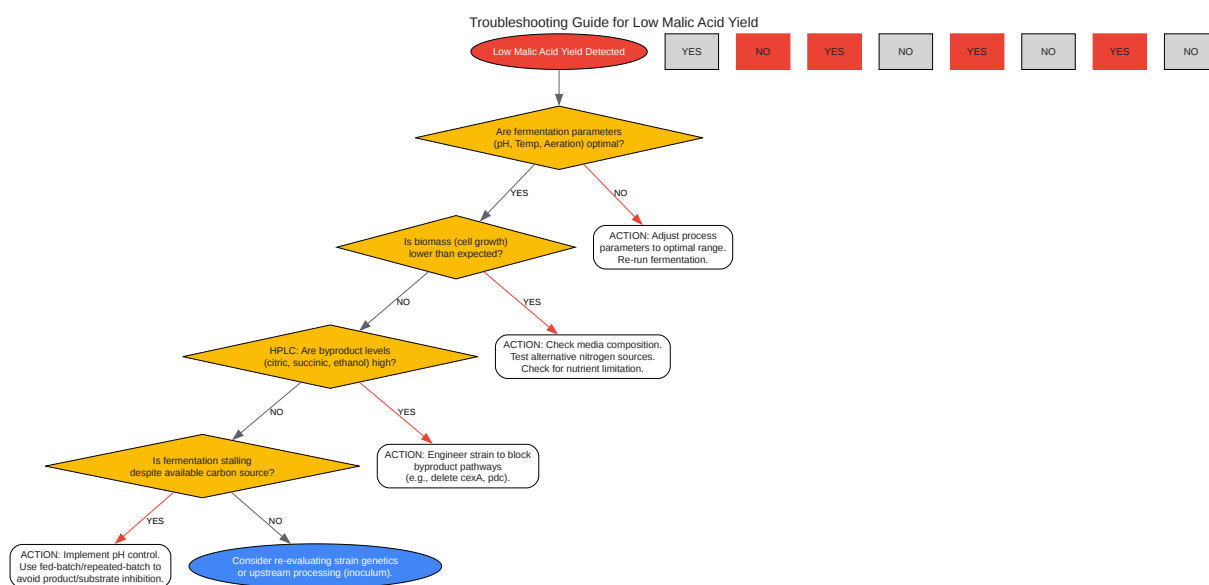 Troubleshooting Guide for Low Malic Acid Yield
Low Malic Acid Yield Detected
YES
NO
YES
NO
YES
NO
YES
NO
Are fermentation parameters
(pH, Temp, Aeration) optimal?
YES
NO
Is biomass (cell growth)
lower than expected?
ACTION: Adjust process
parameters to optimal range.
Re-run fermentation.
NO
YES
HPLC: Are byproduct levels
(citric, succinic, ethanol) high?
ACTION: Check media composition.
Test alternative nitrogen sources.
Check for nutrient limitation.
NO
YES
Is fermentation stalling
despite available carbon source?
ACTION: Engineer strain to block
byproduct pathways
(e.g., delete cexA, pdc).
YES
NO
ACTION: Implement pH control.
Use fed-batch/repeated-batch to
avoid product/substrate inhibition.
Consider re-evaluating strain genetics
or upstream processing (inoculum).